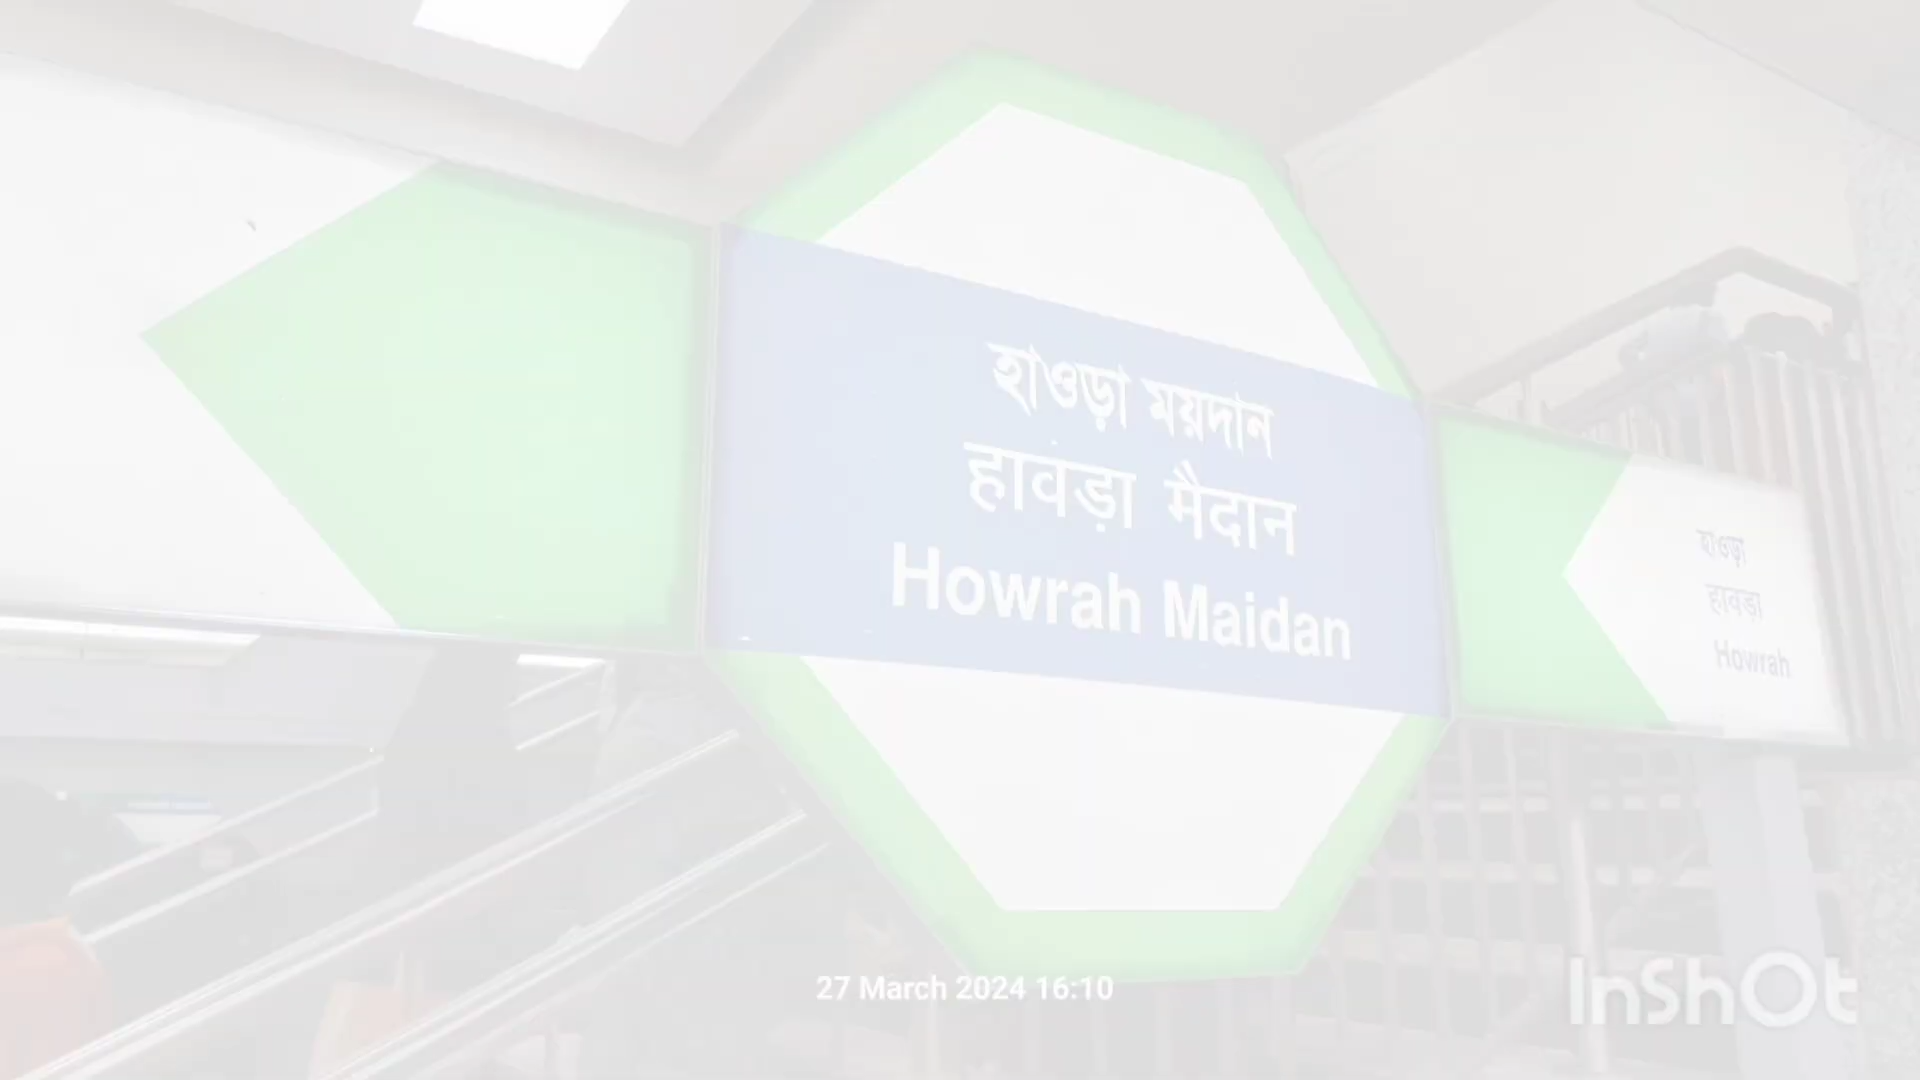 হাওড়া ময়দান
हावड़ा मैदान
Howrah Maidan
হাওড়া
हावड़ा
Howrah
27 March 2024 16:10
InShOt